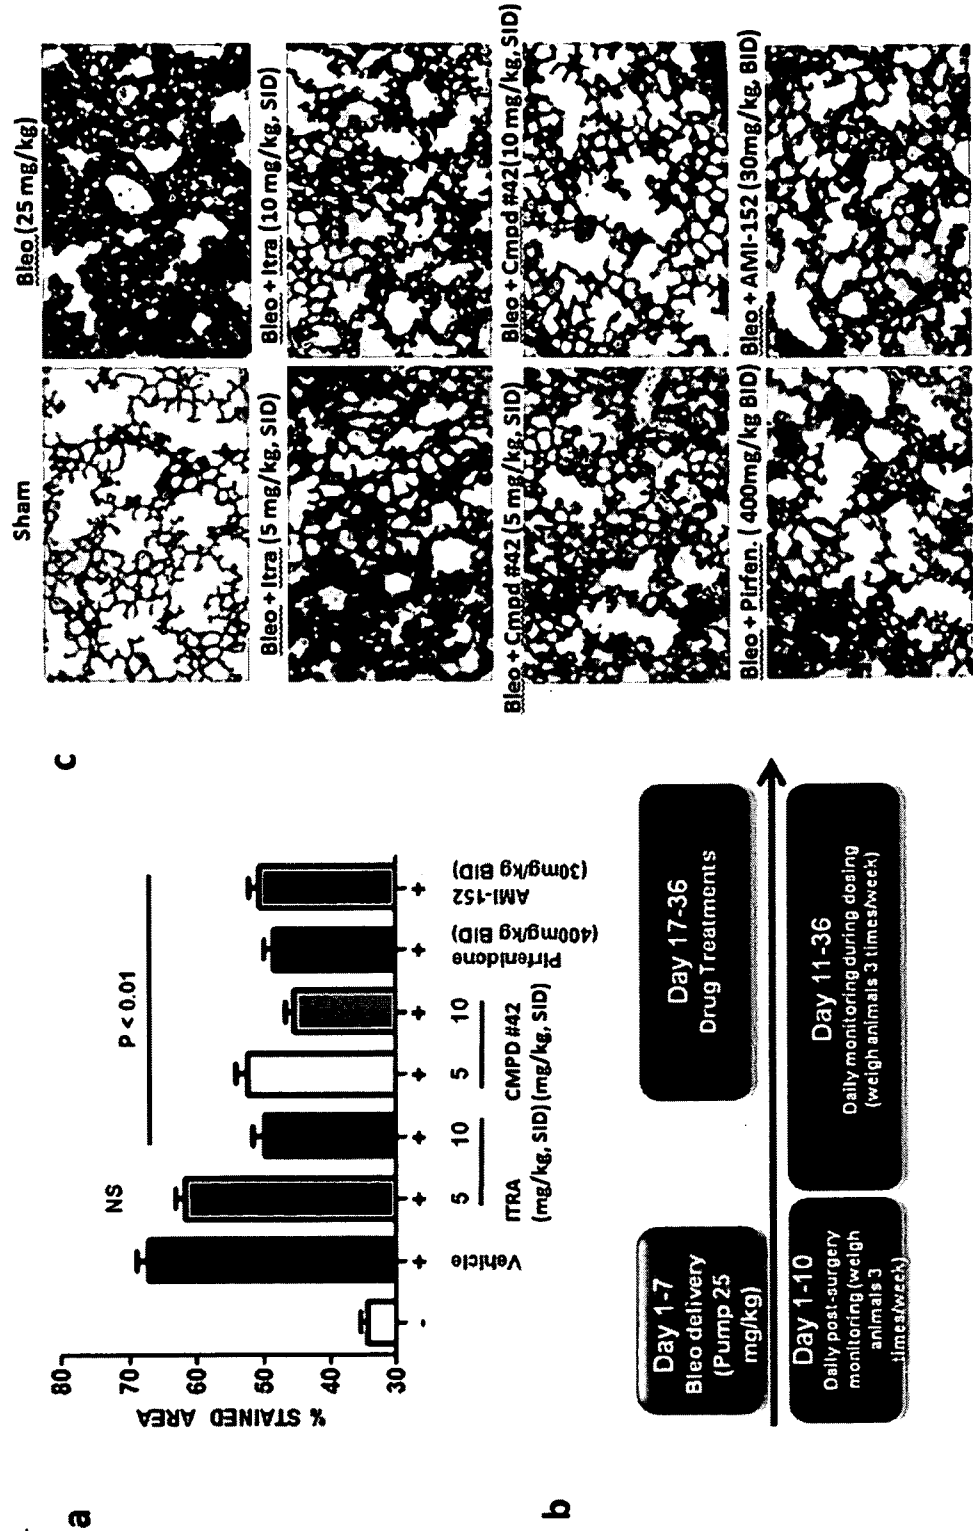 a
% STAINED AREA
80
70
60
50
40
30
NS
P < 0.01
- + + + + + + +
Vehicle
5 10
ITRA
(mg/kg, SID)
5 10
CMPD #42
(mg/kg, SID)
Pirfenidone
(400mg/kg BID)
AMI-152
(30mg/kg BID)
b
Day 1-7
Bleo delivery
(Pump 25
mg/kg)
Day 17-36
Drug Treatments
Day 1-10
Daily post-surgery
monitoring (weigh
animals 3
times/week)
Day 11-36
Daily monitoring during dosing
(weigh animals 3 times/week)
c
Sham
Bleo (25 mg/kg)
Bleo + Itra (5 mg/kg, SID)
Bleo + Itra (10 mg/kg, SID)
Bleo + Cmpd #42 (5 mg/kg, SID)
Bleo + Cmpod #42(10 mg/kg, SID)
Bleo + Pirfen. ( 400mg/kg BID)
Bleo + AMI-152 (30mg/kg, BID)